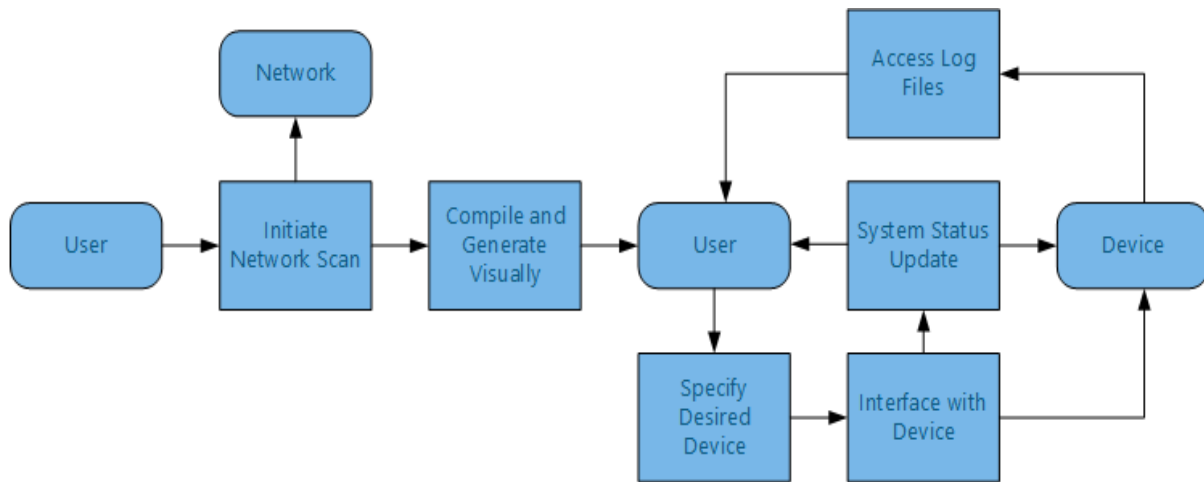 Network
Access Log
Files
User
Initiate
Network Scan
Compile and
Generate
Visually
User
System Status
Update
Device
Specify
Desired
Device
Interface with
Device